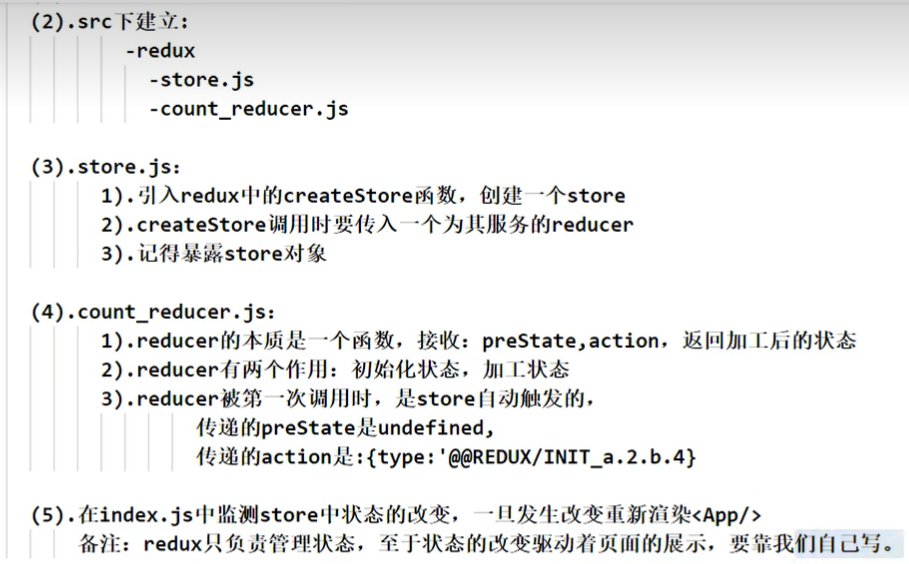 (2).src下建立:
-redux
-store.js
-count_reducer.js
(3).store.js:
1).引入redux中的createStore函数，创建一个store
2).createStore调用时要传入一个为其服务的reducer
3).记得暴露store对象
(4).count_reducer.js:
1).reducer的本质是一个函数，接收：preState,action，返回加工后的状态
2).reducer有两个作用：初始化状态，加工状态
3).reducer被第一次调用时，是store自动触发的，
传递的preState是undefined,
传递的action是:{type:'@@REDUX/INIT_a.2.b.4}
(5).在index.js中监测store中状态的改变，一旦发生改变重新渲染<App/>
备注：redux只负责管理状态，至于状态的改变驱动着页面的展示，要靠我们自己写。